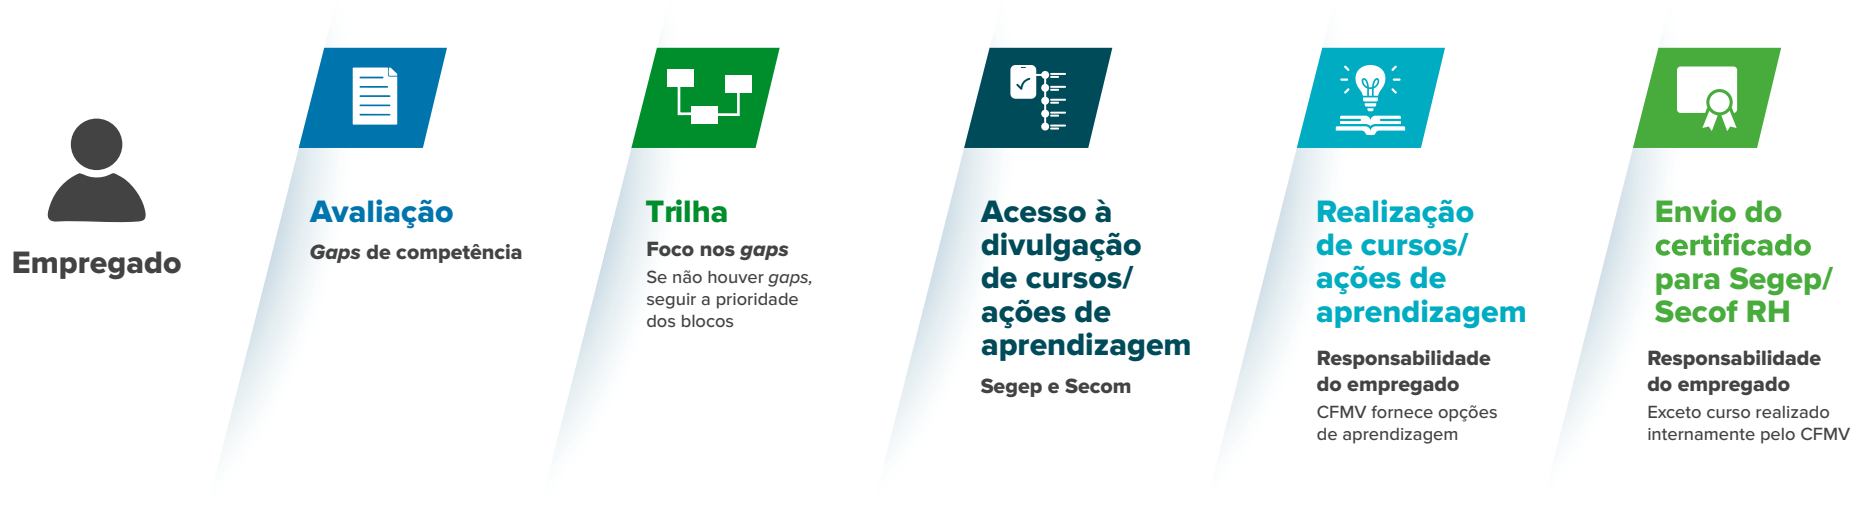 Empregado
Avaliação
Gaps de competência
Trilha
Foco nos gaps
Se não houver gaps,
seguir a prioridade
dos blocos
Acesso à
divulgação
de cursos/
ações de
aprendizagem
Segep e Secom
Realização
de cursos/
ações de
aprendizagem
Responsabilidade
do empregado
CFMV fornece opções
de aprendizagem
Envio do
certificado
para Segep/
Secof RH
Responsabilidade
do empregado
Exceto curso realizado
internamente pelo CFMV